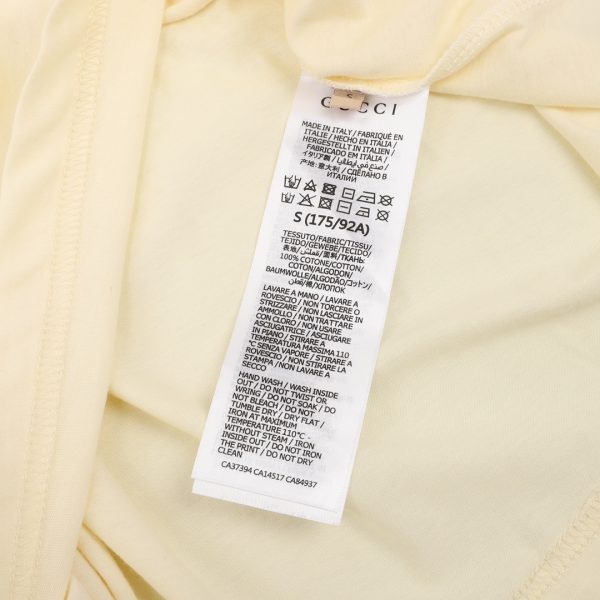 GUCCI
MADE IN ITALY / FABRIQUÉ EN
ITALIE / HECHO EN ITALIA /
HERGESTELLT IN ITALIEN /
FABRICADO EM ITÁLIA /
イタリア製 / صنع في إيطاليا /
产地:意大利 / СДЕЛАНО В
ИТАЛИИ
S (175/92A)
TESSUTO/FABRIC/TISSU/
TEJIDO/GEWEBE/TECIDO/
表地/قماش/面料/ТКАНЬ:
100% COTONE/COTTON/
COTON/ALGODON/
BAUMWOLLE/ALGODÃO/コットン/
قطن/棉/ХЛОПОК
LAVARE A MANO / LAVARE A
ROVESCIO / NON TORCERE O
STRIZZARE / NON LASCIARE IN
AMMOLLO / NON TRATTARE
CON CLORO / NON USARE
ASCIUGATRICE / ASCIUGARE
IN PIANO / STIRARE A
TEMPERATURA MASSIMA 110
℃ SENZA VAPORE / STIRARE A
ROVESCIO / NON STIRARE LA
STAMPA / NON LAVARE A
SECCO
HAND WASH / WASH INSIDE
OUT / DO NOT TWIST OR
WRING / DO NOT SOAK / DO
NOT BLEACH / DO NOT
TUMBLE DRY / DRY FLAT /
IRON AT MAXIMUM
TEMPERATURE 110℃ -
WITHOUT STEAM / IRON
INSIDE OUT / DO NOT IRON
THE PRINT / DO NOT DRY
CLEAN
CA37394 CA14517 CA84937